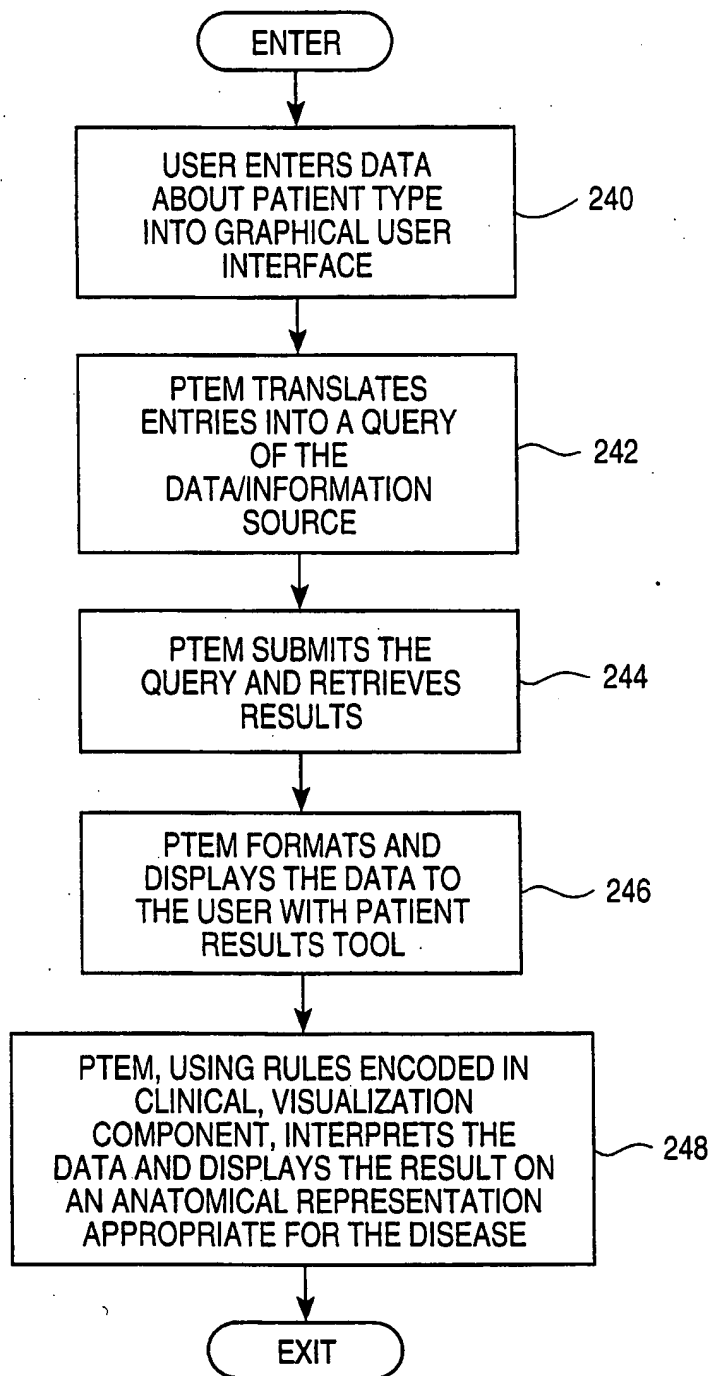 ENTER
USER ENTERS DATA
ABOUT PATIENT TYPE
INTO GRAPHICAL USER
INTERFACE
240
PTEM TRANSLATES
ENTRIES INTO A QUERY
OF THE
DATA/INFORMATION
SOURCE
242
PTEM SUBMITS THE
QUERY AND RETRIEVES
RESULTS
244
PTEM FORMATS AND
DISPLAYS THE DATA TO
THE USER WITH PATIENT
RESULTS TOOL
246
PTEM, USING RULES ENCODED IN
CLINICAL, VISUALIZATION
COMPONENT, INTERPRETS THE
DATA AND DISPLAYS THE RESULT ON
AN ANATOMICAL REPRESENTATION
APPROPRIATE FOR THE DISEASE
248
EXIT